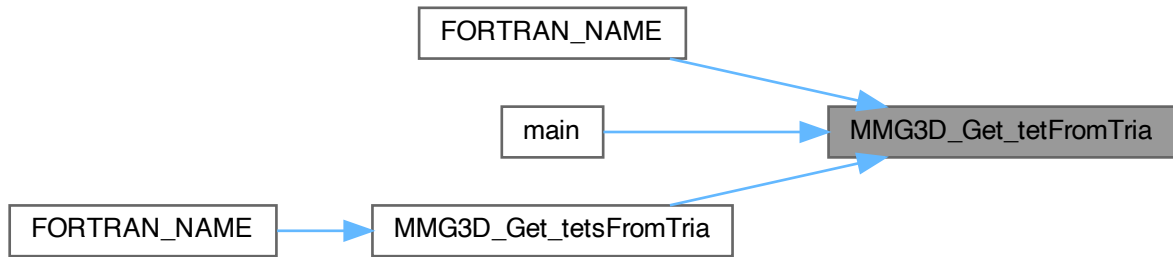 FORTRAN_NAME
main
MMG3D_Get_tetFromTria
FORTRAN_NAME
MMG3D_Get_tetsFromTria